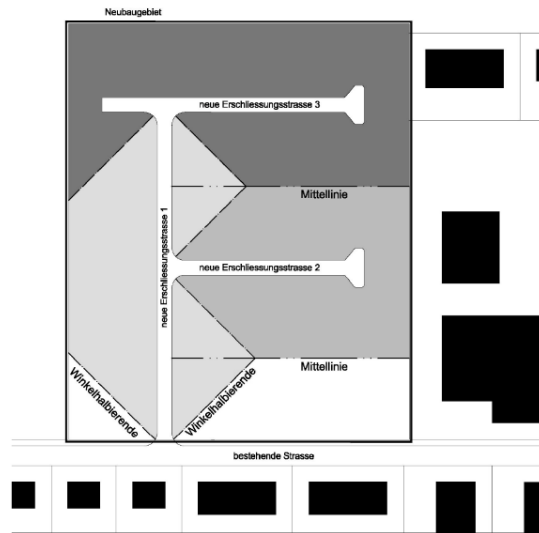 Neubaugebiet
neue Erschliessungsstrasse 3
Mittellinie
neue Erschliessungsstrasse 1
neue Erschliessungsstrasse 2
Mittellinie
Winkelhalbierende
Winkelhalbierende
bestehende Strasse